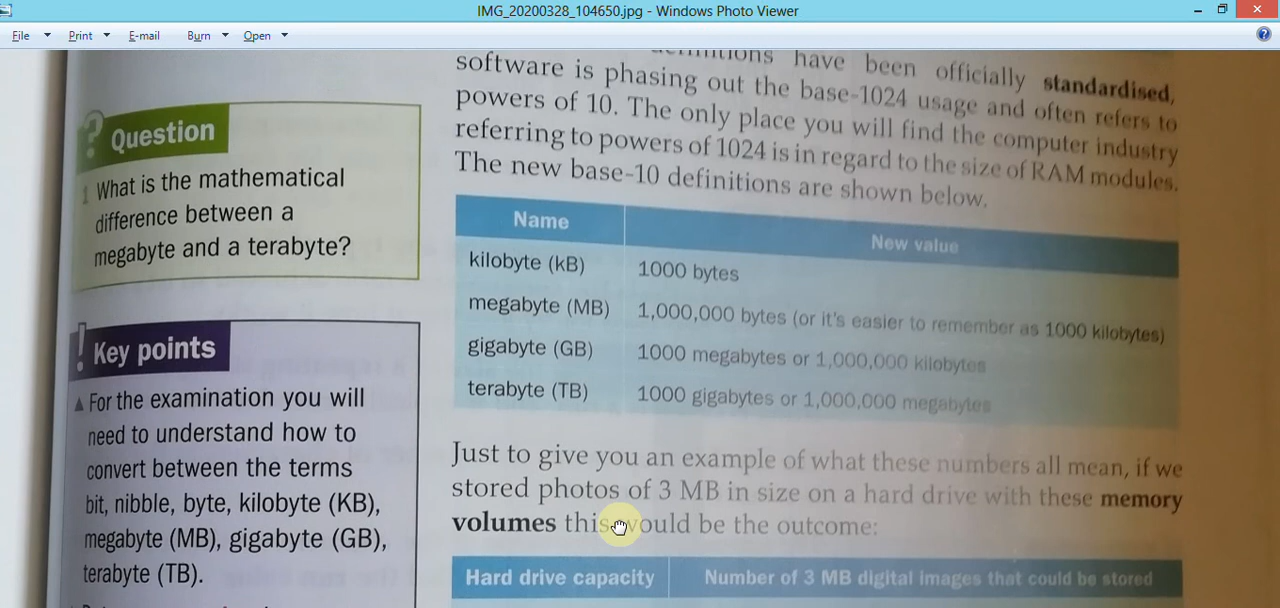 IMG_20200328_104650.jpg - Windows Photo Viewer
File Print E-mail Burn Open
? Question
1 What is the mathematical
difference between a
megabyte and a terabyte?
! Key points
▲ For the examination you will
need to understand how to
convert between the terms
bit, nibble, byte, kilobyte (KB),
megabyte (MB), gigabyte (GB),
terabyte (TB).
definitions have been officially standardised,
software is phasing out the base-1024 usage and often refers to
powers of 10. The only place you will find the computer industry
referring to powers of 1024 is in regard to the size of RAM modules.
The new base-10 definitions are shown below.
Name New value
kilobyte (kB) 1000 bytes
megabyte (MB) 1,000,000 bytes (or it's easier to remember as 1000 kilobytes)
gigabyte (GB) 1000 megabytes or 1,000,000 kilobytes
terabyte (TB) 1000 gigabytes or 1,000,000 megabytes
Just to give you an example of what these numbers all mean, if we
stored photos of 3 MB in size on a hard drive with these memory
volumes this would be the outcome:
Hard drive capacity Number of 3 MB digital images that could be stored